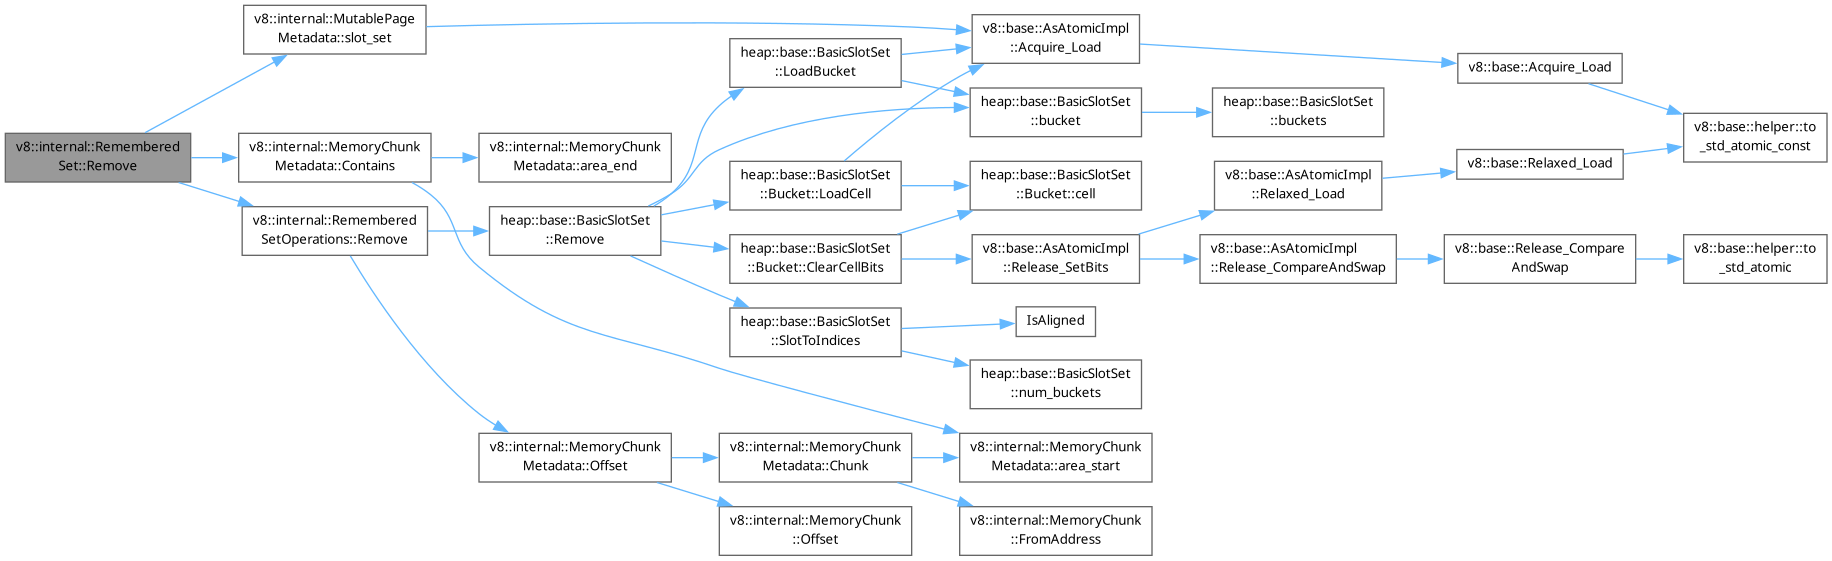 v8::internal::Remembered
Set::Remove
v8::internal::MutablePage
Metadata::slot_set
v8::internal::MemoryChunk
Metadata::Contains
v8::internal::Remembered
SetOperations::Remove
v8::internal::MemoryChunk
Metadata::area_end
heap::base::BasicSlotSet
::Remove
v8::internal::MemoryChunk
Metadata::Offset
heap::base::BasicSlotSet
::LoadBucket
heap::base::BasicSlotSet
::Bucket::LoadCell
heap::base::BasicSlotSet
::Bucket::ClearCellBits
heap::base::BasicSlotSet
::SlotToIndices
v8::internal::MemoryChunk
Metadata::Chunk
v8::internal::MemoryChunk
::Offset
v8::base::AsAtomicImpl
::Acquire_Load
heap::base::BasicSlotSet
::bucket
heap::base::BasicSlotSet
::Bucket::cell
v8::base::AsAtomicImpl
::Release_SetBits
IsAligned
heap::base::BasicSlotSet
::num_buckets
v8::internal::MemoryChunk
Metadata::area_start
v8::internal::MemoryChunk
::FromAddress
heap::base::BasicSlotSet
::buckets
v8::base::AsAtomicImpl
::Relaxed_Load
v8::base::AsAtomicImpl
::Release_CompareAndSwap
v8::base::Acquire_Load
v8::base::Relaxed_Load
v8::base::Release_Compare
AndSwap
v8::base::helper::to
_std_atomic_const
v8::base::helper::to
_std_atomic